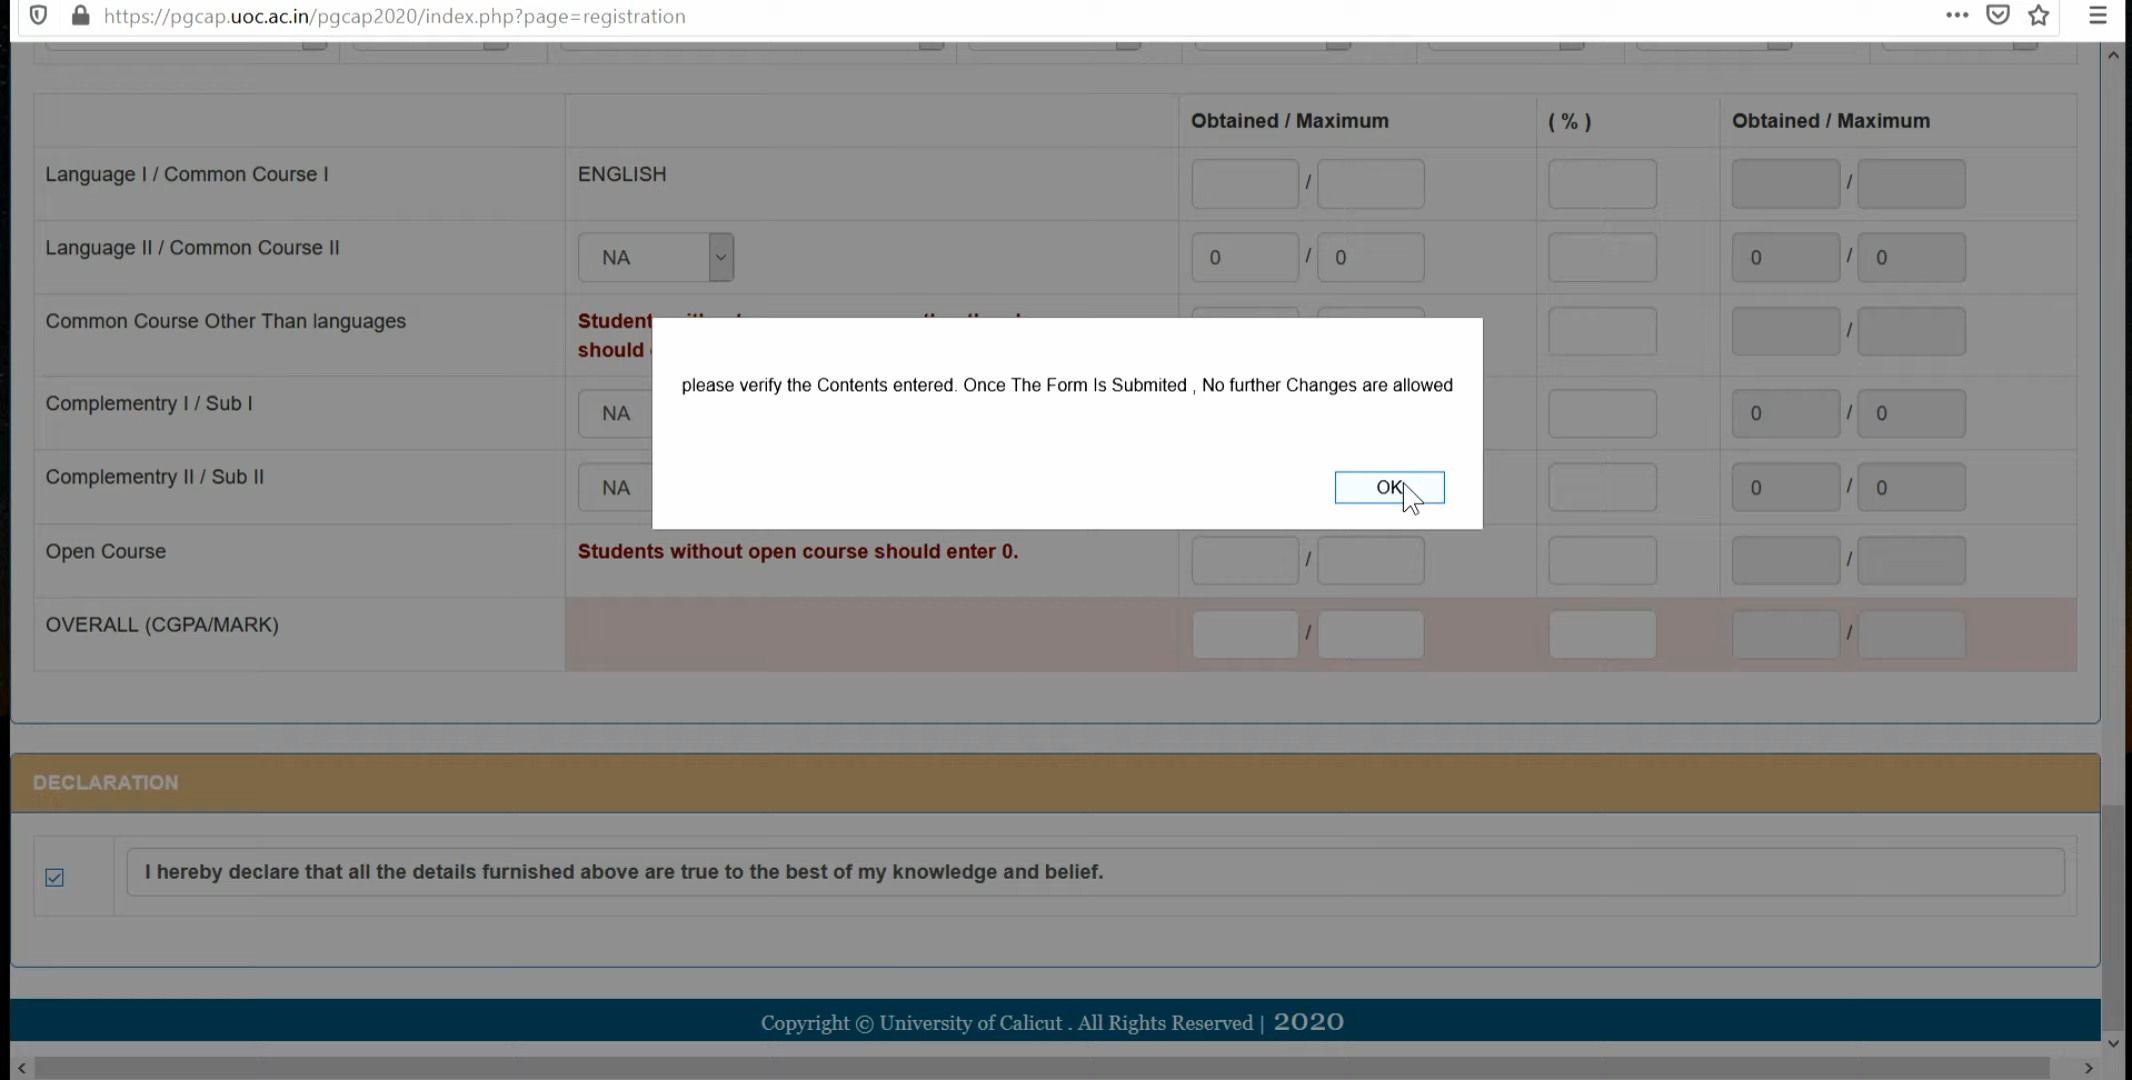 https://pgcap.uoc.ac.in/pgcap2020/index.php?page=registration
Obtained / Maximum ( % ) Obtained / Maximum
Language I / Common Course I ENGLISH / /
Language II / Common Course II NA 0 / 0 0 / 0
Common Course Other Than languages
should /
please verify the Contents entered. Once The Form Is Submited , No further Changes are allowed
Complementry I / Sub I NA 0 / 0
Complementry II / Sub II NA 0 / 0
OK
Open Course Students without open course should enter 0. / /
OVERALL (CGPA/MARK) / /
DECLARATION
I hereby declare that all the details furnished above are true to the best of my knowledge and belief.
Copyright © University of Calicut . All Rights Reserved | 2020